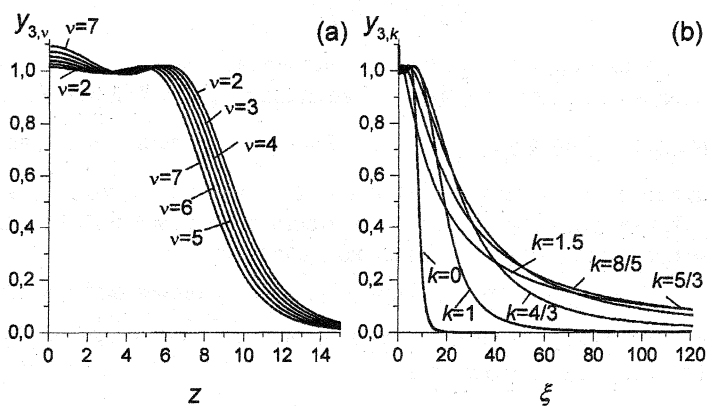 y3,ν
(a)
ν=7
1,0
ν=2
ν=2
ν=3
0,8
ν=4
0,6
ν=7
ν=6
0,4
ν=5
0,2
0,0
0 2 4 6 8 10 12 14
z
y3,k
(b)
1,0
0,8
0,6
0,4
k=1.5
k=8/5
k=5/3
0,2
k=0
k=1
k=4/3
0,0
0 20 40 60 80 100 120
ξ